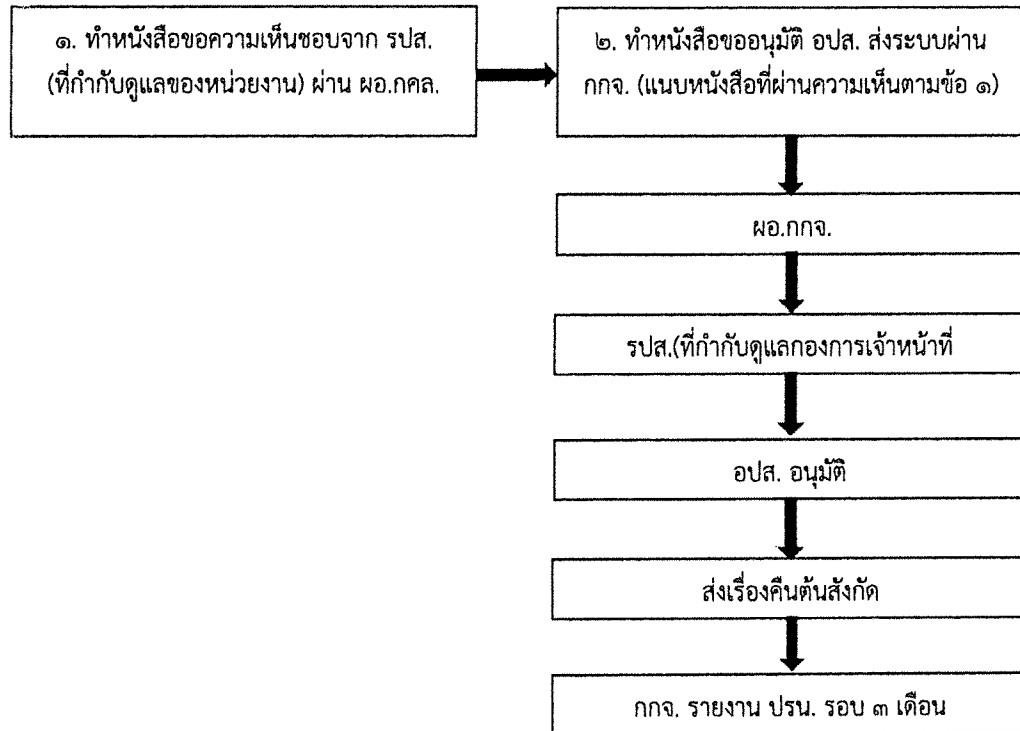 ๑. ทำหนังสือขอความเห็นชอบจาก รปส.
(ที่กำกับดูแลของหน่วยงาน) ผ่าน ผอ.กคล.
๒. ทำหนังสือขออนุมัติ อปส. ส่งระบบผ่าน
กกจ. (แนบหนังสือที่ผ่านความเห็นตามข้อ ๑)
ผอ.กกจ.
รปส.(ที่กำกับดูแลกองการเจ้าหน้าที่
อปส. อนุมัติ
ส่งเรื่องคืนต้นสังกัด
กกจ. รายงาน ปรน. รอบ ๓ เดือน